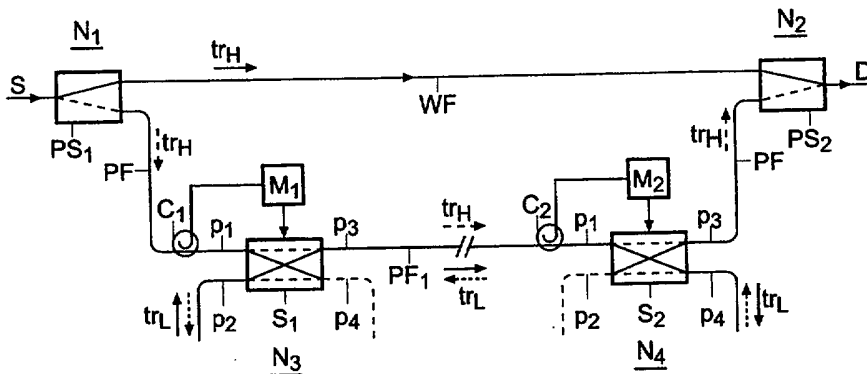 N1
N2
trH
S
D
WF
PS1
trH
trH
PS2
PF
PF
M1
M2
C1
trH
C2
p1
p3
p1
p3
PF1
trL
trL
p2
S1
p4
p2
S2
p4
trL
N3
N4